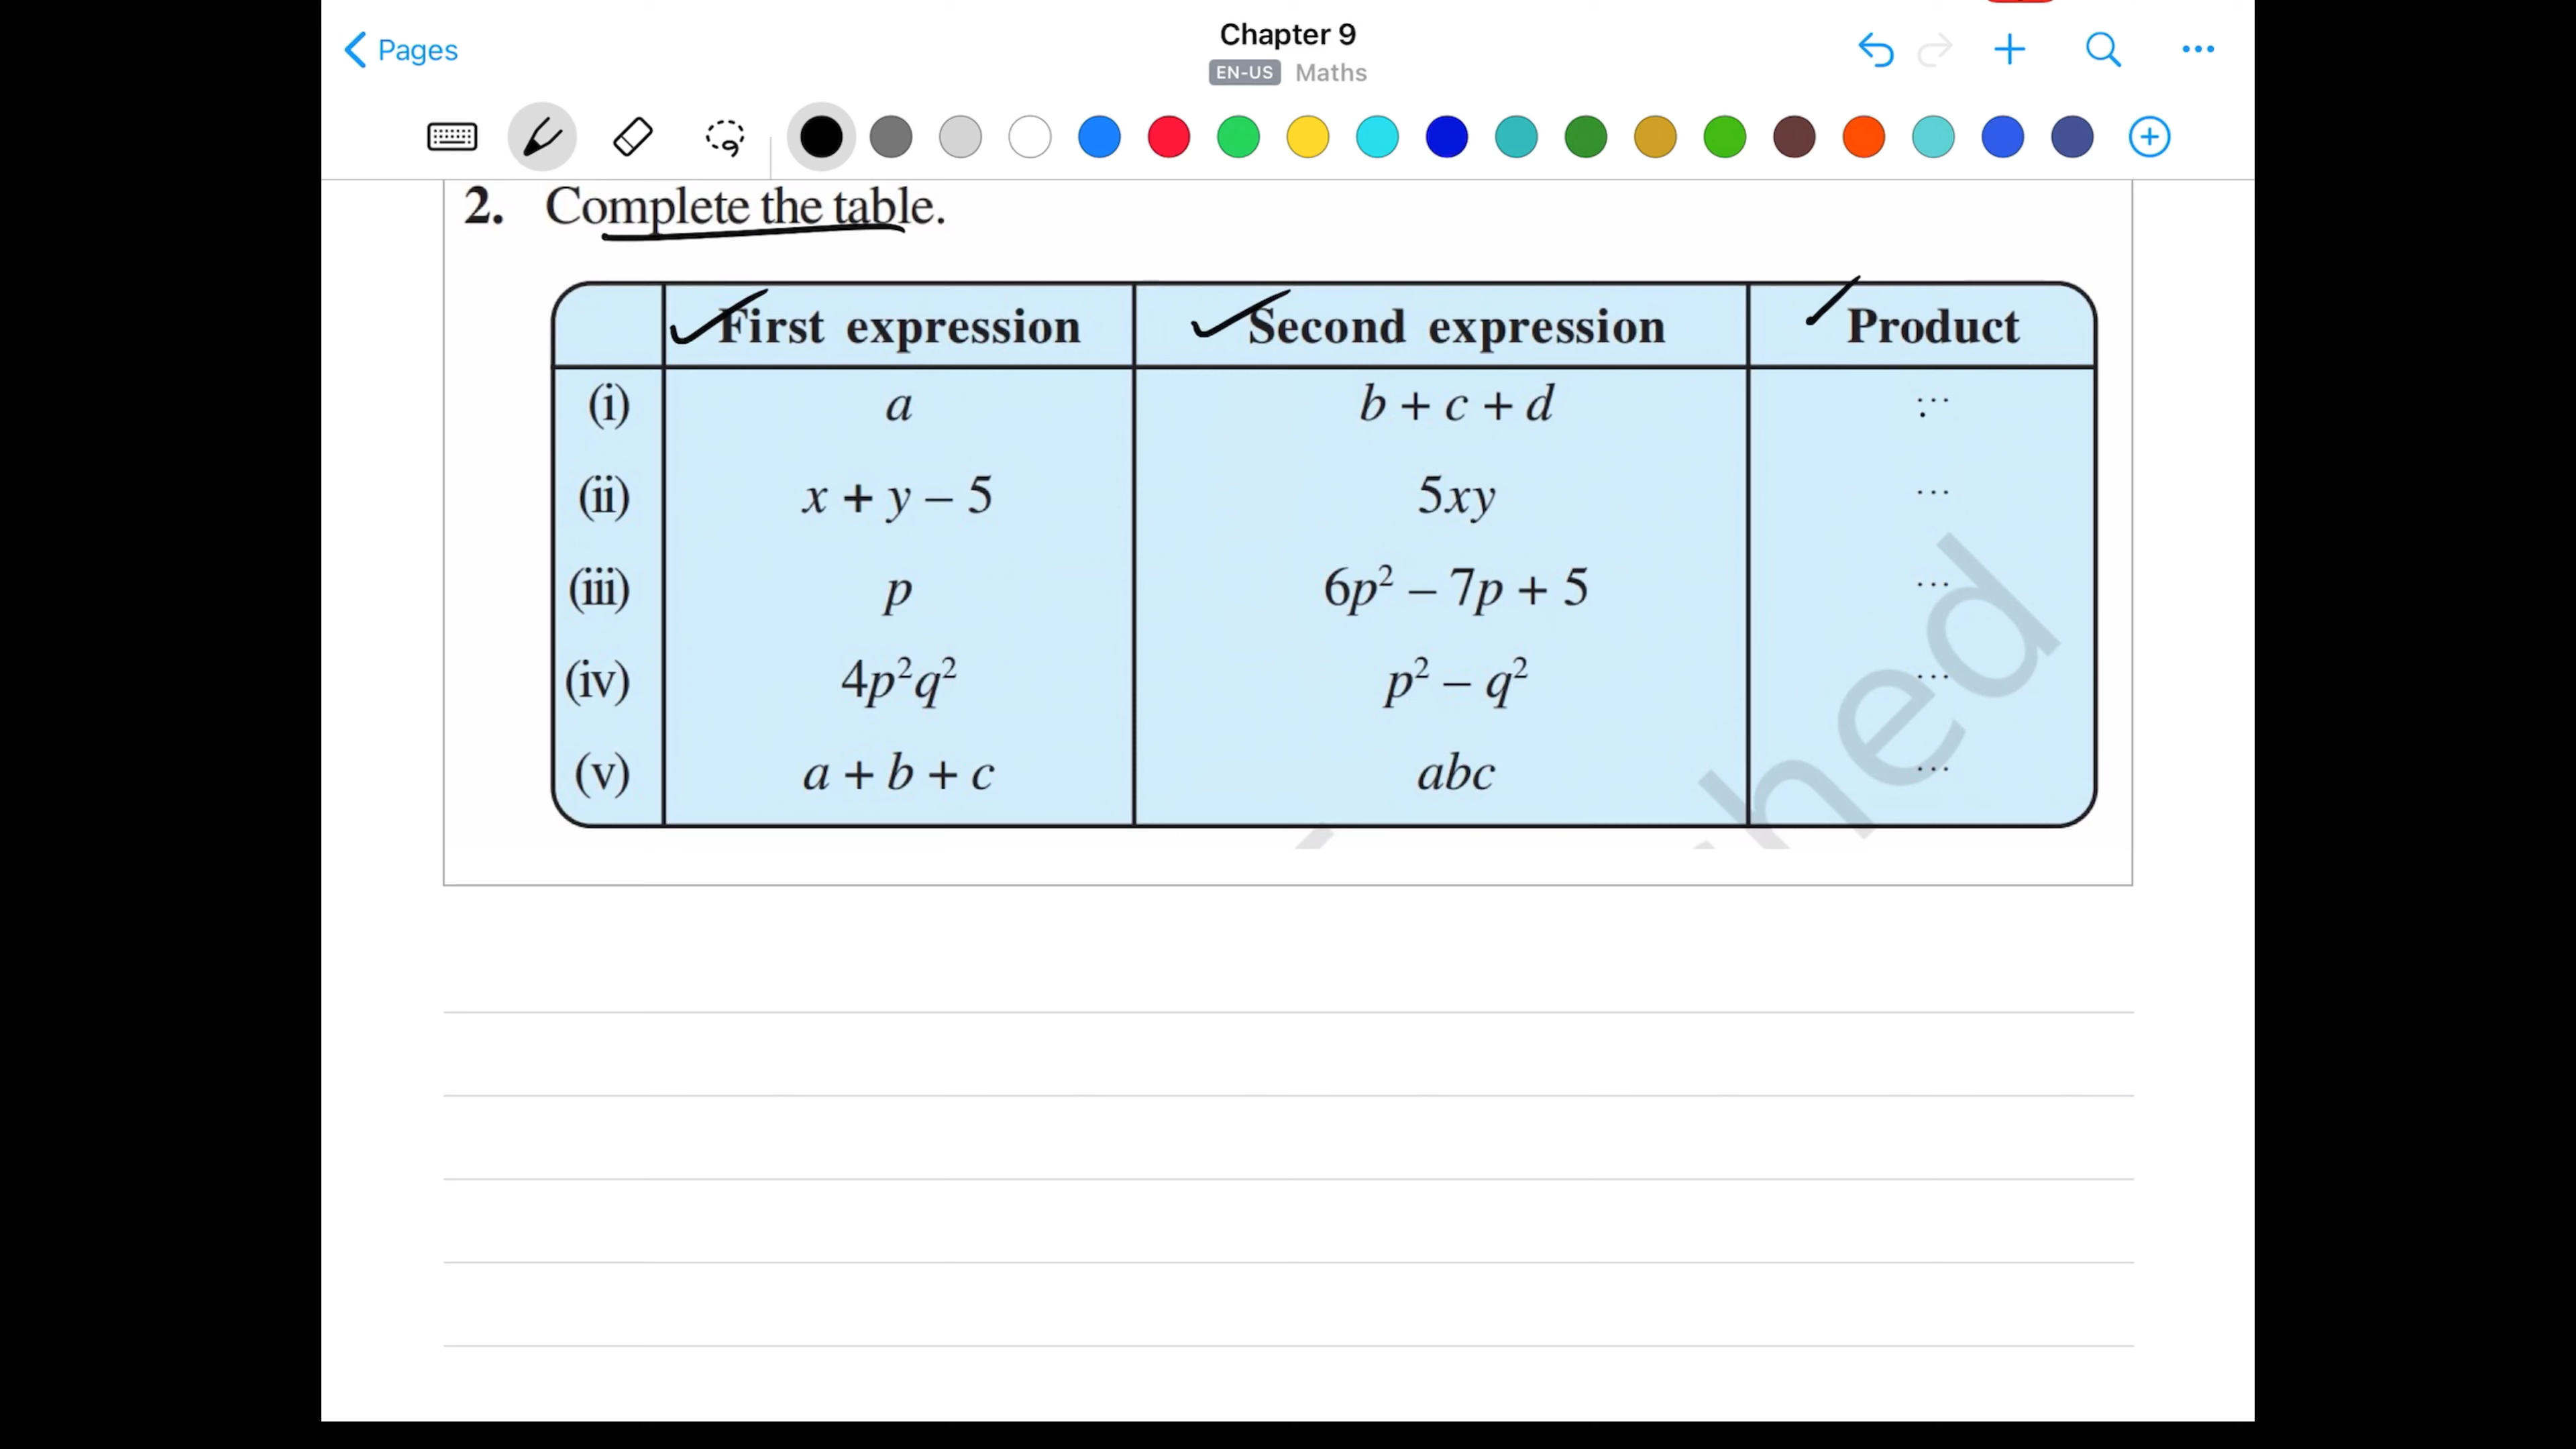 Pages
Chapter 9
EN-US Maths
2. Complete the table.
First expression Second expression Product
(i) a b + c + d ...
(ii) x + y – 5 5xy ...
(iii) p 6p² – 7p + 5 ...
(iv) 4p²q² p² – q² ...
(v) a + b + c abc ...
hed